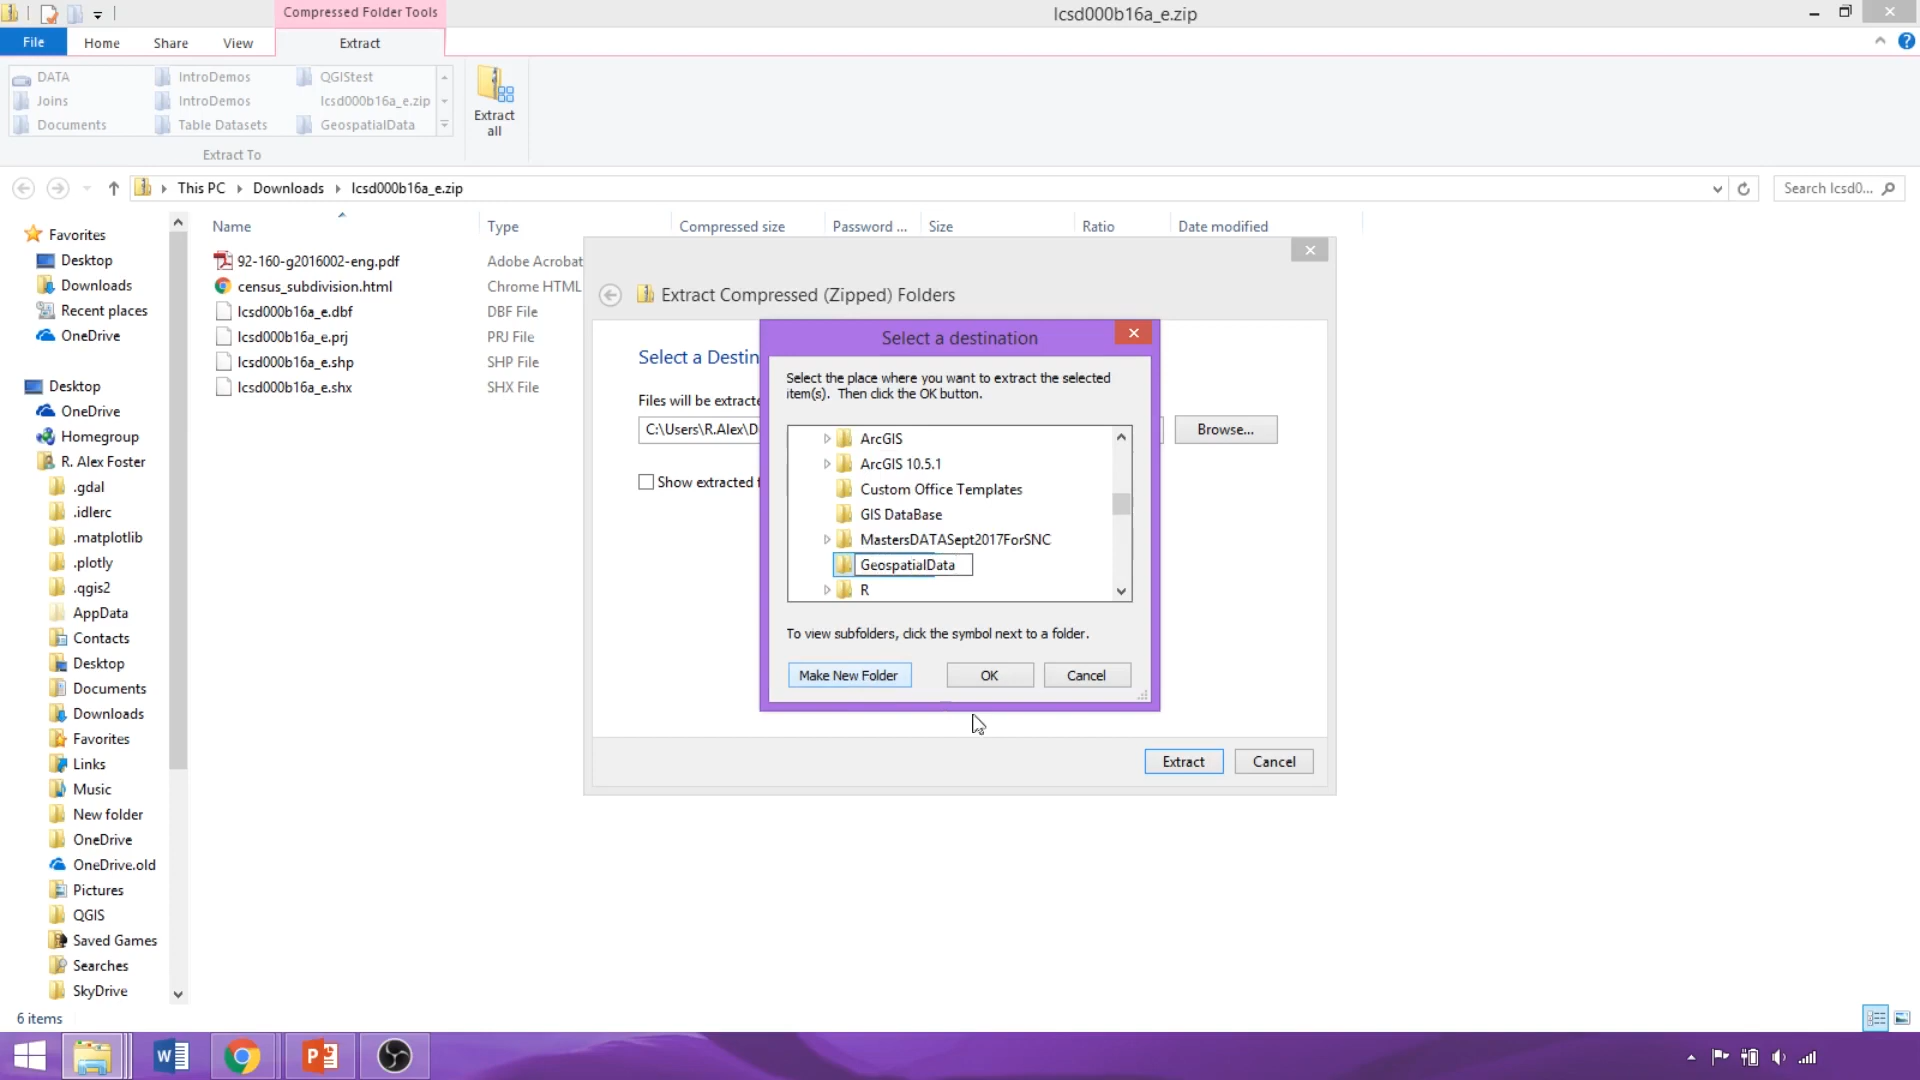 Compressed Folder Tools
lcsd000b16a_e.zip
File
Home
Share
View
Extract
DATA
IntroDemos
QGIStest
Joins
IntroDemos
lcsd000b16a_e.zip
Documents
Table Datasets
GeospatialData
Extract To
Extract
all
This PC
Downloads
lcsd000b16a_e.zip
Search lcsd0...
Favorites
Desktop
Downloads
Recent places
OneDrive
Desktop
OneDrive
Homegroup
R. Alex Foster
.gdal
.idlerc
.matplotlib
.plotly
.qgis2
AppData
Contacts
Desktop
Documents
Downloads
Favorites
Links
Music
New folder
OneDrive
OneDrive.old
Pictures
QGIS
Saved Games
Searches
SkyDrive
Name
Type
Compressed size
Password ...
Size
Ratio
Date modified
92-160-g2016002-eng.pdf
Adobe Acrobat
census_subdivision.html
Chrome HTML
lcsd000b16a_e.dbf
DBF File
lcsd000b16a_e.prj
PRJ File
lcsd000b16a_e.shp
SHP File
lcsd000b16a_e.shx
SHX File
Extract Compressed (Zipped) Folders
Select a Destin
Files will be extracte
C:\Users\R.Alex\D
Browse...
Show extracted f
Select a destination
Select the place where you want to extract the selected
item(s). Then click the OK button.
ArcGIS
ArcGIS 10.5.1
Custom Office Templates
GIS DataBase
MastersDATASept2017ForSNC
GeospatialData
R
To view subfolders, click the symbol next to a folder.
Make New Folder
OK
Cancel
Extract
Cancel
6 items